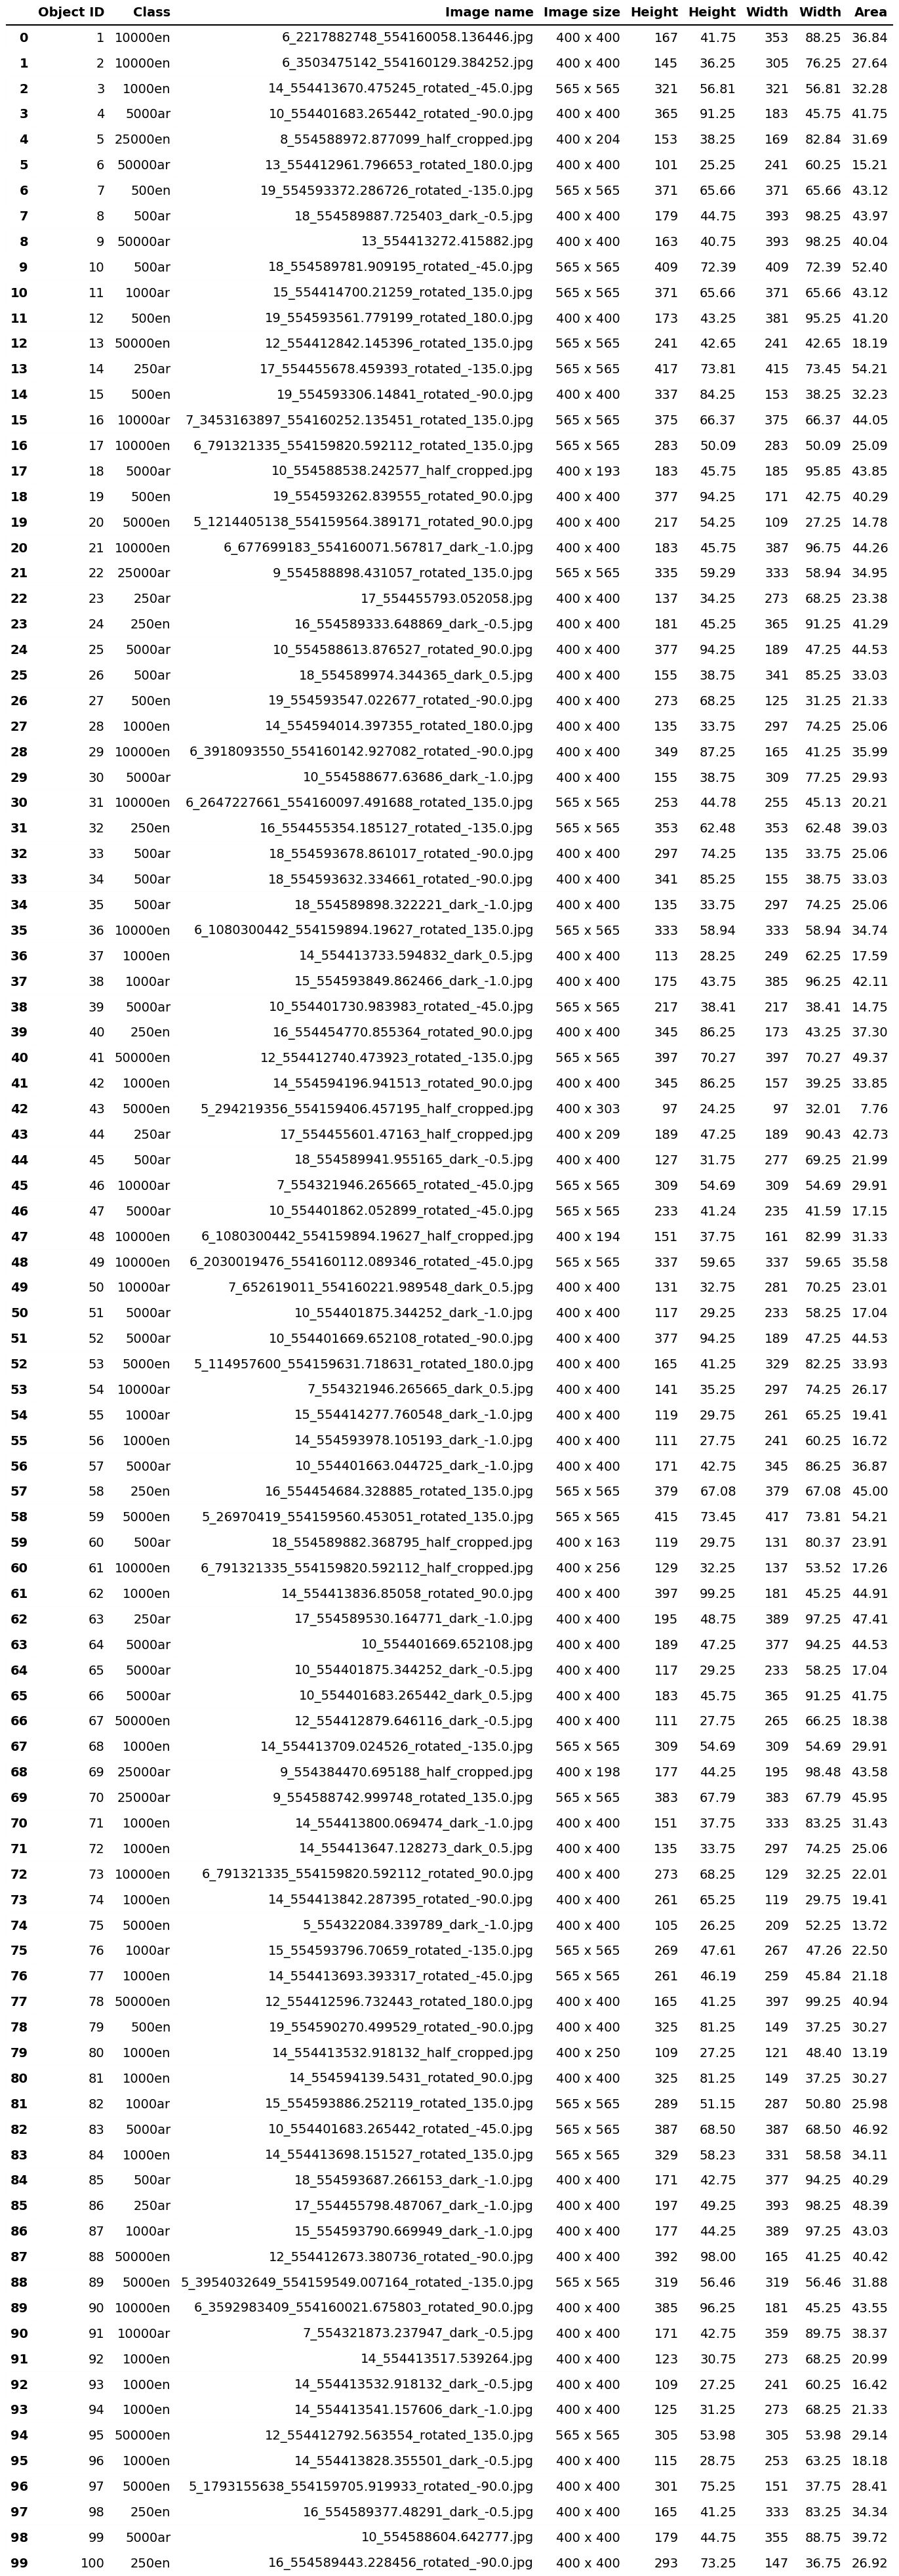 Object ID Class Image name Image size Height Height Width Width Area
0 1 10000en 6_2217882748_554160058.136446.jpg 400 x 400 167 41.75 353 88.25 36.84
1 2 10000en 6_3503475142_554160129.384252.jpg 400 x 400 145 36.25 305 76.25 27.64
2 3 1000en 14_554413670.475245_rotated_-45.0.jpg 565 x 565 321 56.81 321 56.81 32.28
3 4 5000ar 10_554401683.265442_rotated_-90.0.jpg 400 x 400 365 91.25 183 45.75 41.75
4 5 25000en 8_554588972.877099_half_cropped.jpg 400 x 204 153 38.25 169 82.84 31.69
5 6 50000ar 13_554412961.796653_rotated_180.0.jpg 400 x 400 101 25.25 241 60.25 15.21
6 7 500en 19_554593372.286726_rotated_-135.0.jpg 565 x 565 371 65.66 371 65.66 43.12
7 8 500ar 18_554589887.725403_dark_-0.5.jpg 400 x 400 179 44.75 393 98.25 43.97
8 9 50000ar 13_554413272.415882.jpg 400 x 400 163 40.75 393 98.25 40.04
9 10 500ar 18_554589781.909195_rotated_-45.0.jpg 565 x 565 409 72.39 409 72.39 52.40
10 11 1000ar 15_554414700.21259_rotated_135.0.jpg 565 x 565 371 65.66 371 65.66 43.12
11 12 500en 19_554593561.779199_rotated_180.0.jpg 400 x 400 173 43.25 381 95.25 41.20
12 13 50000en 12_554412842.145396_rotated_135.0.jpg 565 x 565 241 42.65 241 42.65 18.19
13 14 250ar 17_554455678.459393_rotated_-135.0.jpg 565 x 565 417 73.81 415 73.45 54.21
14 15 500en 19_554593306.14841_rotated_-90.0.jpg 400 x 400 337 84.25 153 38.25 32.23
15 16 10000ar 7_3453163897_554160252.135451_rotated_135.0.jpg 565 x 565 375 66.37 375 66.37 44.05
16 17 10000en 6_791321335_554159820.592112_rotated_135.0.jpg 565 x 565 283 50.09 283 50.09 25.09
17 18 5000ar 10_554588538.242577_half_cropped.jpg 400 x 193 183 45.75 185 95.85 43.85
18 19 500en 19_554593262.839555_rotated_90.0.jpg 400 x 400 377 94.25 171 42.75 40.29
19 20 5000en 5_1214405138_554159564.389171_rotated_90.0.jpg 400 x 400 217 54.25 109 27.25 14.78
20 21 10000en 6_677699183_554160071.567817_dark_-1.0.jpg 400 x 400 183 45.75 387 96.75 44.26
21 22 25000ar 9_554588898.431057_rotated_135.0.jpg 565 x 565 335 59.29 333 58.94 34.95
22 23 250ar 17_554455793.052058.jpg 400 x 400 137 34.25 273 68.25 23.38
23 24 250en 16_554589333.648869_dark_-0.5.jpg 400 x 400 181 45.25 365 91.25 41.29
24 25 5000ar 10_554588613.876527_rotated_90.0.jpg 400 x 400 377 94.25 189 47.25 44.53
25 26 500ar 18_554589974.344365_dark_0.5.jpg 400 x 400 155 38.75 341 85.25 33.03
26 27 500en 19_554593547.022677_rotated_-90.0.jpg 400 x 400 273 68.25 125 31.25 21.33
27 28 1000en 14_554594014.397355_rotated_180.0.jpg 400 x 400 135 33.75 297 74.25 25.06
28 29 10000en 6_3918093550_554160142.927082_rotated_-90.0.jpg 400 x 400 349 87.25 165 41.25 35.99
29 30 5000ar 10_554588677.63686_dark_-1.0.jpg 400 x 400 155 38.75 309 77.25 29.93
30 31 10000en 6_2647227661_554160097.491688_rotated_135.0.jpg 565 x 565 253 44.78 255 45.13 20.21
31 32 250en 16_554455354.185127_rotated_-135.0.jpg 565 x 565 353 62.48 353 62.48 39.03
32 33 500ar 18_554593678.861017_rotated_-90.0.jpg 400 x 400 297 74.25 135 33.75 25.06
33 34 500ar 18_554593632.334661_rotated_-90.0.jpg 400 x 400 341 85.25 155 38.75 33.03
34 35 500ar 18_554589898.322221_dark_-1.0.jpg 400 x 400 135 33.75 297 74.25 25.06
35 36 10000en 6_1080300442_554159894.19627_rotated_135.0.jpg 565 x 565 333 58.94 333 58.94 34.74
36 37 1000en 14_554413733.594832_dark_0.5.jpg 400 x 400 113 28.25 249 62.25 17.59
37 38 1000ar 15_554593849.862466_dark_-1.0.jpg 400 x 400 175 43.75 385 96.25 42.11
38 39 5000ar 10_554401730.983983_rotated_-45.0.jpg 565 x 565 217 38.41 217 38.41 14.75
39 40 250en 16_554454770.855364_rotated_90.0.jpg 400 x 400 345 86.25 173 43.25 37.30
40 41 50000en 12_554412740.473923_rotated_-135.0.jpg 565 x 565 397 70.27 397 70.27 49.37
41 42 1000en 14_554594196.941513_rotated_90.0.jpg 400 x 400 345 86.25 157 39.25 33.85
42 43 5000en 5_294219356_554159406.457195_half_cropped.jpg 400 x 303 97 24.25 97 32.01 7.76
43 44 250ar 17_554455601.47163_half_cropped.jpg 400 x 209 189 47.25 189 90.43 42.73
44 45 500ar 18_554589941.955165_dark_-0.5.jpg 400 x 400 127 31.75 277 69.25 21.99
45 46 10000ar 7_554321946.265665_rotated_-45.0.jpg 565 x 565 309 54.69 309 54.69 29.91
46 47 5000ar 10_554401862.052899_rotated_-45.0.jpg 565 x 565 233 41.24 235 41.59 17.15
47 48 10000en 6_1080300442_554159894.19627_half_cropped.jpg 400 x 194 151 37.75 161 82.99 31.33
48 49 10000en 6_2030019476_554160112.089346_rotated_-45.0.jpg 565 x 565 337 59.65 337 59.65 35.58
49 50 10000ar 7_652619011_554160221.989548_dark_0.5.jpg 400 x 400 131 32.75 281 70.25 23.01
50 51 5000ar 10_554401875.344252_dark_-1.0.jpg 400 x 400 117 29.25 233 58.25 17.04
51 52 5000ar 10_554401669.652108_rotated_-90.0.jpg 400 x 400 377 94.25 189 47.25 44.53
52 53 5000en 5_114957600_554159631.718631_rotated_180.0.jpg 400 x 400 165 41.25 329 82.25 33.93
53 54 10000ar 7_554321946.265665_dark_0.5.jpg 400 x 400 141 35.25 297 74.25 26.17
54 55 1000ar 15_554414277.760548_dark_-1.0.jpg 400 x 400 119 29.75 261 65.25 19.41
55 56 1000en 14_554593978.105193_dark_-1.0.jpg 400 x 400 111 27.75 241 60.25 16.72
56 57 5000ar 10_554401663.044725_dark_-1.0.jpg 400 x 400 171 42.75 345 86.25 36.87
57 58 250en 16_554454684.328885_rotated_135.0.jpg 565 x 565 379 67.08 379 67.08 45.00
58 59 5000en 5_26970419_554159560.453051_rotated_135.0.jpg 565 x 565 415 73.45 417 73.81 54.21
59 60 500ar 18_554589882.368795_half_cropped.jpg 400 x 163 119 29.75 131 80.37 23.91
60 61 10000en 6_791321335_554159820.592112_half_cropped.jpg 400 x 256 129 32.25 137 53.52 17.26
61 62 1000en 14_554413836.85058_rotated_90.0.jpg 400 x 400 397 99.25 181 45.25 44.91
62 63 250ar 17_554589530.164771_dark_-1.0.jpg 400 x 400 195 48.75 389 97.25 47.41
63 64 5000ar 10_554401669.652108.jpg 400 x 400 189 47.25 377 94.25 44.53
64 65 5000ar 10_554401875.344252_dark_-0.5.jpg 400 x 400 117 29.25 233 58.25 17.04
65 66 5000ar 10_554401683.265442_dark_0.5.jpg 400 x 400 183 45.75 365 91.25 41.75
66 67 50000en 12_554412879.646116_dark_-0.5.jpg 400 x 400 111 27.75 265 66.25 18.38
67 68 1000en 14_554413709.024526_rotated_-135.0.jpg 565 x 565 309 54.69 309 54.69 29.91
68 69 25000ar 9_554384470.695188_half_cropped.jpg 400 x 198 177 44.25 195 98.48 43.58
69 70 25000ar 9_554588742.999748_rotated_135.0.jpg 565 x 565 383 67.79 383 67.79 45.95
70 71 1000en 14_554413800.069474_dark_-1.0.jpg 400 x 400 151 37.75 333 83.25 31.43
71 72 1000en 14_554413647.128273_dark_0.5.jpg 400 x 400 135 33.75 297 74.25 25.06
72 73 10000en 6_791321335_554159820.592112_rotated_90.0.jpg 400 x 400 273 68.25 129 32.25 22.01
73 74 1000en 14_554413842.287395_rotated_-90.0.jpg 400 x 400 261 65.25 119 29.75 19.41
74 75 5000en 5_554322084.339789_dark_-1.0.jpg 400 x 400 105 26.25 209 52.25 13.72
75 76 1000ar 15_554593796.70659_rotated_-135.0.jpg 565 x 565 269 47.61 267 47.26 22.50
76 77 1000en 14_554413693.393317_rotated_-45.0.jpg 565 x 565 261 46.19 259 45.84 21.18
77 78 50000en 12_554412596.732443_rotated_180.0.jpg 400 x 400 165 41.25 397 99.25 40.94
78 79 500en 19_554590270.499529_rotated_-90.0.jpg 400 x 400 325 81.25 149 37.25 30.27
79 80 1000en 14_554413532.918132_half_cropped.jpg 400 x 250 109 27.25 121 48.40 13.19
80 81 1000en 14_554594139.5431_rotated_90.0.jpg 400 x 400 325 81.25 149 37.25 30.27
81 82 1000ar 15_554593886.252119_rotated_135.0.jpg 565 x 565 289 51.15 287 50.80 25.98
82 83 5000ar 10_554401683.265442_rotated_-45.0.jpg 565 x 565 387 68.50 387 68.50 46.92
83 84 1000en 14_554413698.151527_rotated_135.0.jpg 565 x 565 329 58.23 331 58.58 34.11
84 85 500ar 18_554593687.266153_dark_-1.0.jpg 400 x 400 171 42.75 377 94.25 40.29
85 86 250ar 17_554455798.487067_dark_-1.0.jpg 400 x 400 197 49.25 393 98.25 48.39
86 87 1000ar 15_554593790.669949_dark_-1.0.jpg 400 x 400 177 44.25 389 97.25 43.03
87 88 50000en 12_554412673.380736_rotated_-90.0.jpg 400 x 400 392 98.00 165 41.25 40.42
88 89 5000en 5_3954032649_554159549.007164_rotated_-135.0.jpg 565 x 565 319 56.46 319 56.46 31.88
89 90 10000en 6_3592983409_554160021.675803_rotated_90.0.jpg 400 x 400 385 96.25 181 45.25 43.55
90 91 10000ar 7_554321873.237947_dark_-0.5.jpg 400 x 400 171 42.75 359 89.75 38.37
91 92 1000en 14_554413517.539264.jpg 400 x 400 123 30.75 273 68.25 20.99
92 93 1000en 14_554413532.918132_dark_-0.5.jpg 400 x 400 109 27.25 241 60.25 16.42
93 94 1000en 14_554413541.157606_dark_-1.0.jpg 400 x 400 125 31.25 273 68.25 21.33
94 95 50000en 12_554412792.563554_rotated_135.0.jpg 565 x 565 305 53.98 305 53.98 29.14
95 96 1000en 14_554413828.355501_dark_-0.5.jpg 400 x 400 115 28.75 253 63.25 18.18
96 97 5000en 5_1793155638_554159705.919933_rotated_-90.0.jpg 400 x 400 301 75.25 151 37.75 28.41
97 98 250en 16_554589377.48291_dark_-0.5.jpg 400 x 400 165 41.25 333 83.25 34.34
98 99 5000ar 10_554588604.642777.jpg 400 x 400 179 44.75 355 88.75 39.72
99 100 250en 16_554589443.228456_rotated_-90.0.jpg 400 x 400 293 73.25 147 36.75 26.92